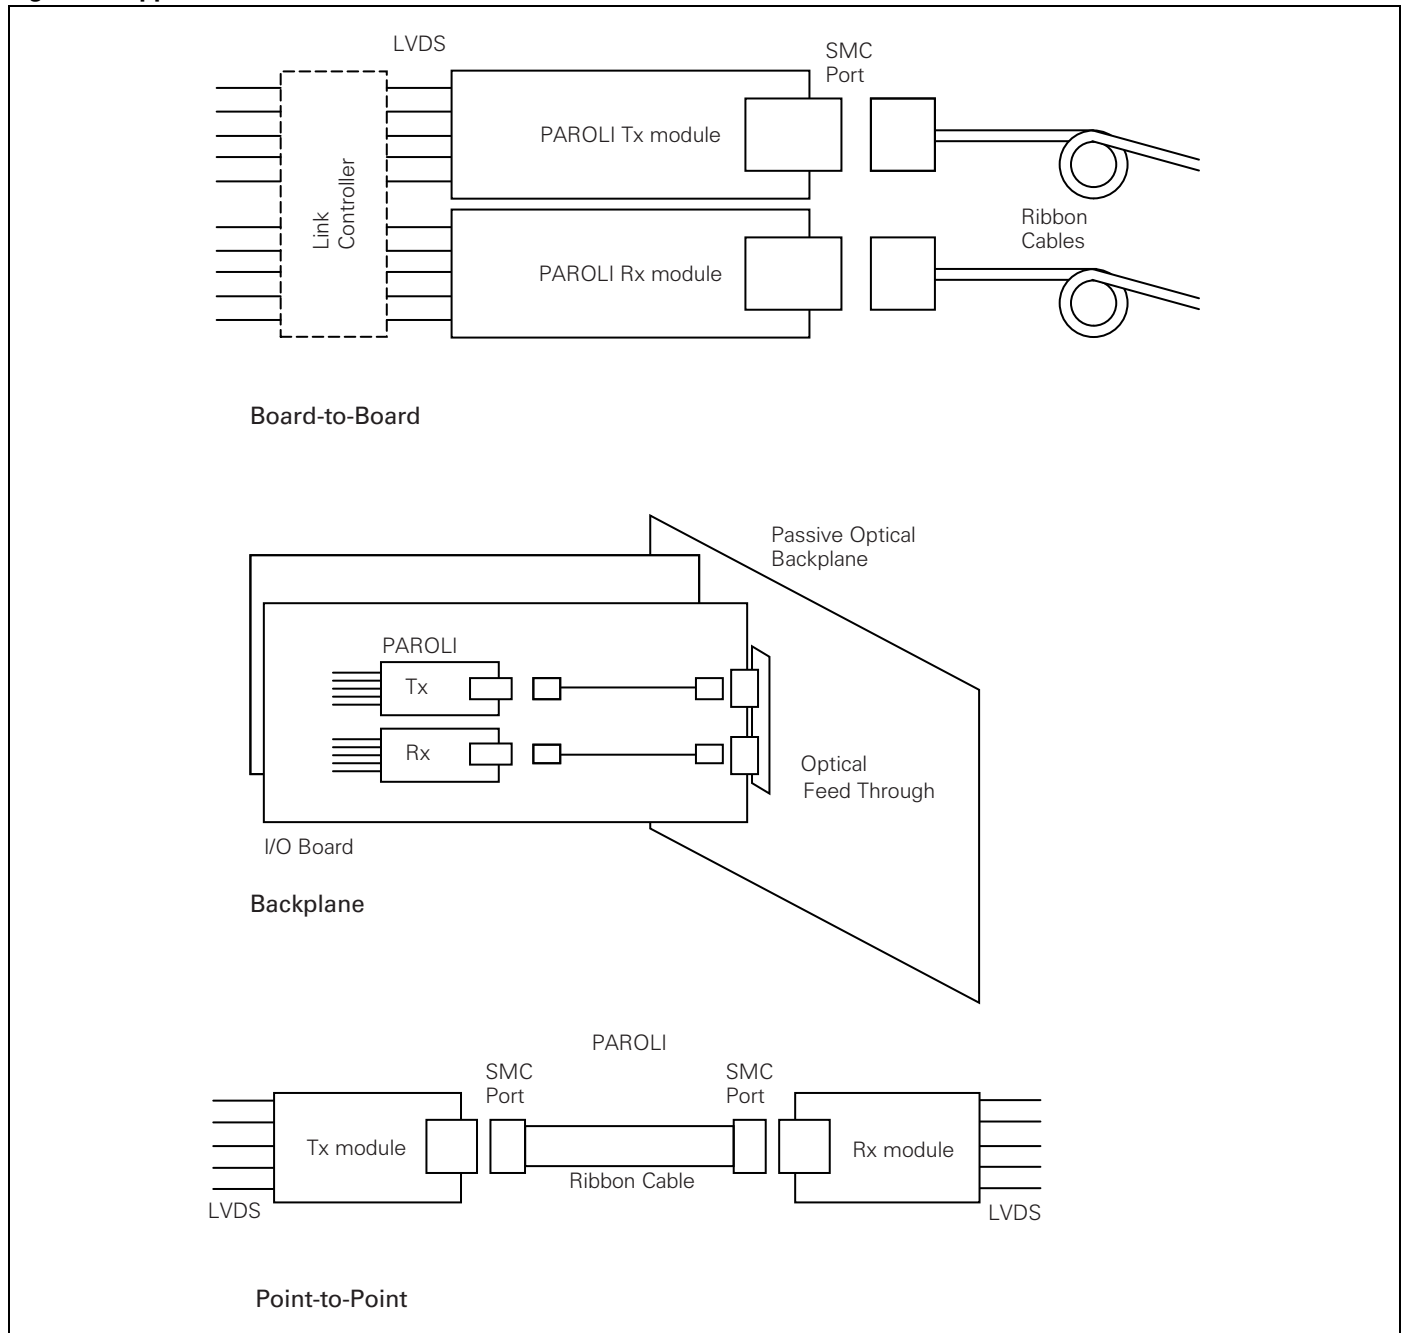 LVDS
SMC
Port
PAROLI Tx module
Link
Controller
Ribbon
Cables
PAROLI Rx module
Board-to-Board
Passive Optical
Backplane
PAROLI
Tx
Rx
Optical
Feed Through
I/O Board
Backplane
PAROLI
SMC
Port
SMC
Port
Tx module
Rx module
Ribbon Cable
LVDS
LVDS
Point-to-Point